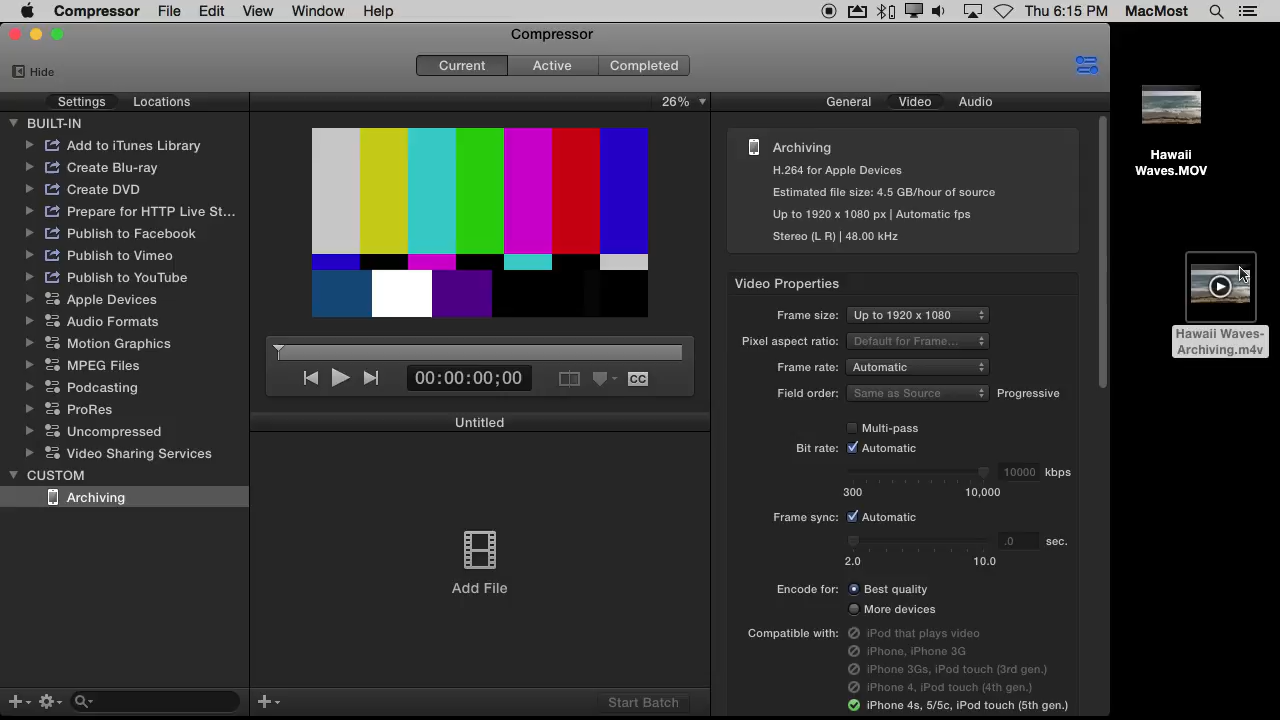 Compressor File Edit View Window Help
Thu 6:15 PM MacMost
Compressor
Hide
Current Active Completed
Settings Locations
26%
General Video Audio
BUILT-IN
Add to iTunes Library
Create Blu-ray
Create DVD
Prepare for HTTP Live St...
Publish to Facebook
Publish to Vimeo
Publish to YouTube
Apple Devices
Audio Formats
Motion Graphics
MPEG Files
Podcasting
ProRes
Uncompressed
Video Sharing Services
CUSTOM
Archiving
00:00:00;00
CC
Untitled
Add File
Start Batch
Archiving
H.264 for Apple Devices
Estimated file size: 4.5 GB/hour of source
Up to 1920 x 1080 px | Automatic fps
Stereo (L R) | 48.00 kHz
Video Properties
Frame size: Up to 1920 x 1080
Pixel aspect ratio: Default for Frame...
Frame rate: Automatic
Field order: Same as Source Progressive
Multi-pass
Bit rate: Automatic
10000 kbps
300 10,000
Frame sync: Automatic
.0 sec.
2.0 10.0
Encode for: Best quality
More devices
Compatible with: iPod that plays video
iPhone, iPhone 3G
iPhone 3Gs, iPod touch (3rd gen.)
iPhone 4, iPod touch (4th gen.)
iPhone 4s, 5/5c, iPod touch (5th gen.)
Hawaii
Waves.MOV
Hawaii Waves-
Archiving.m4v